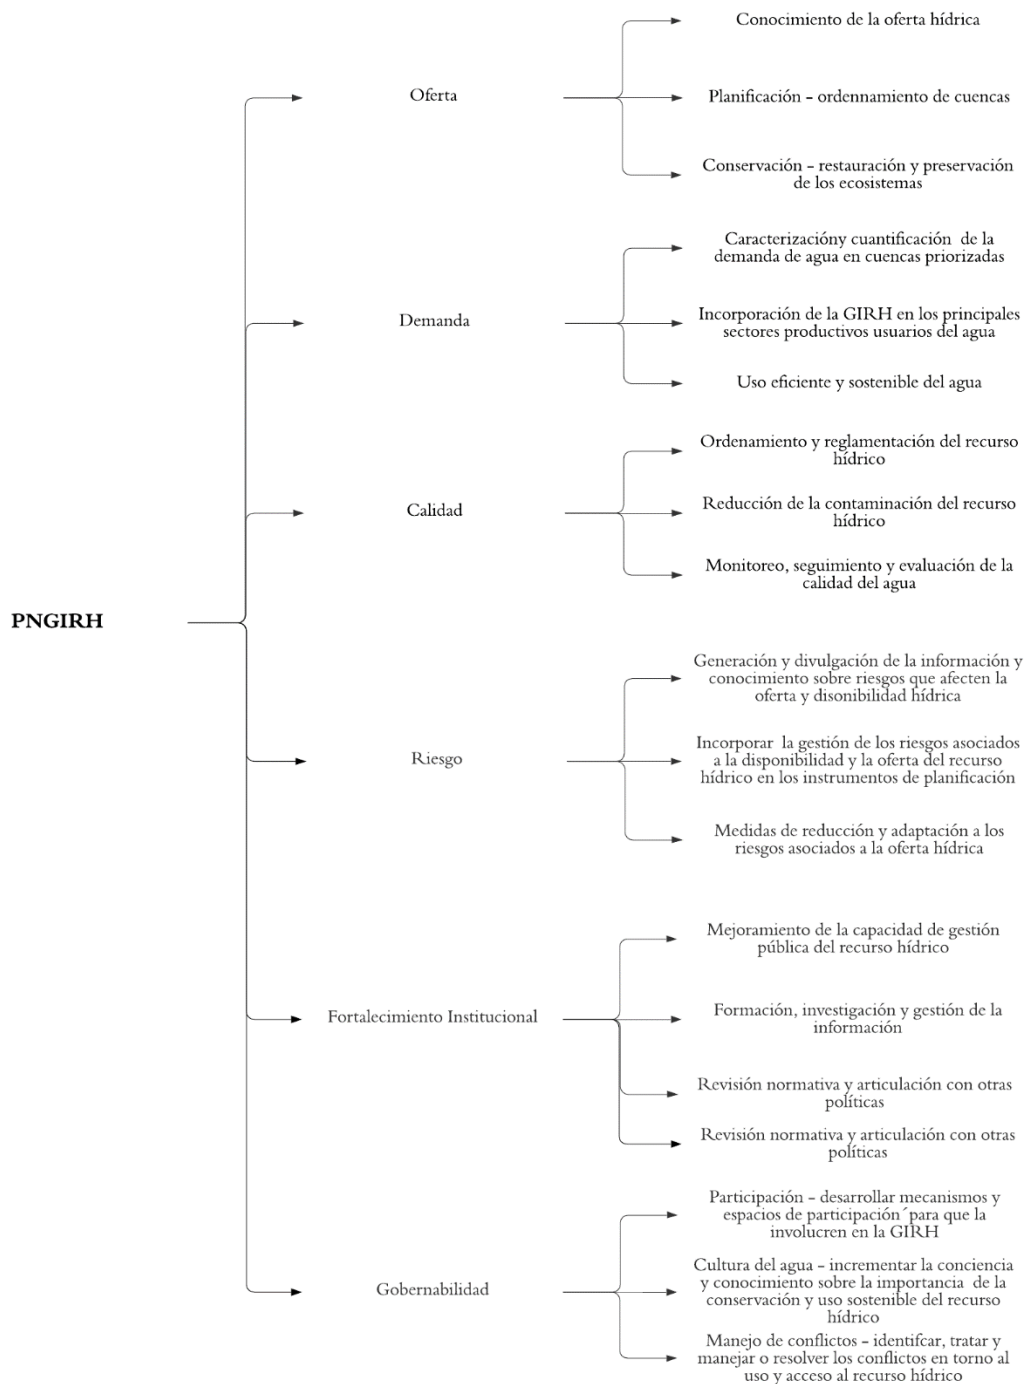 PNGIRH
Oferta
Conocimiento de la oferta hídrica
Planificación - ordennamiento de cuencas
Conservación - restauración y preservación
de los ecosistemas
Demanda
Caracterizacióny cuantificación de la
demanda de agua en cuencas priorizadas
Incorporación de la GIRH en los principales
sectores productivos usuarios del agua
Uso eficiente y sostenible del agua
Calidad
Ordenamiento y reglamentación del recurso
hídrico
Reducción de la contaminación del recurso
hídrico
Monitoreo, seguimiento y evaluación de la
calidad del agua
Riesgo
Generación y divulgación de la información y
conocimiento sobre riesgos que afecten la
oferta y disonibilidad hídrica
Incorporar la gestión de los riesgos asociados
a la disponibilidad y la oferta del recurso
hídrico en los instrumentos de planificación
Medidas de reducción y adaptación a los
riesgos asociados a la oferta hídrica
Fortalecimiento Institucional
Mejoramiento de la capacidad de gestión
pública del recurso hídrico
Formación, investigación y gestión de la
información
Revisión normativa y articulación con otras
políticas
Revisión normativa y articulación con otras
políticas
Gobernabilidad
Participación - desarrollar mecanismos y
espacios de participación´para que la
involucren en la GIRH
Cultura del agua - incrementar la conciencia
y conocimiento sobre la importancia de la
conservación y uso sostenible del recurso
hídrico
Manejo de conflictos - identifcar, tratar y
manejar o resolver los conflictos en torno al
uso y acceso al recurso hídrico